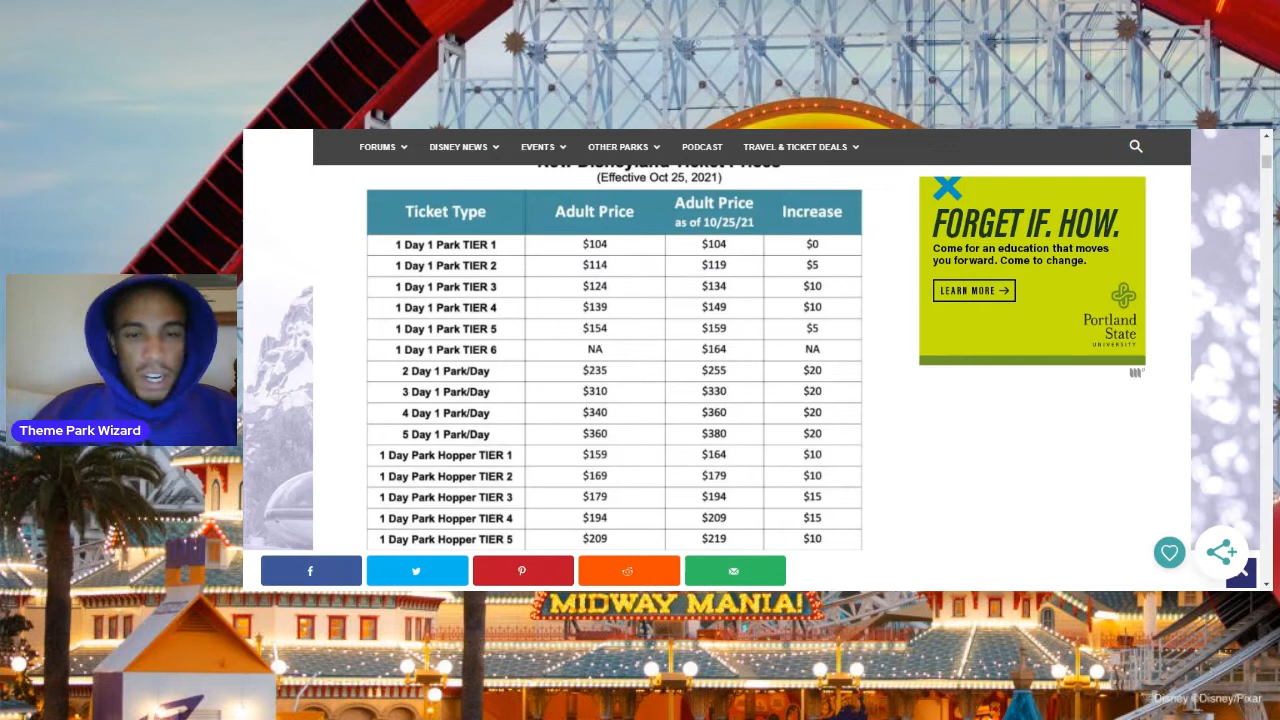 FORUMS DISNEY NEWS EVENTS OTHER PARKS PODCAST TRAVEL & TICKET DEALS
New Disneyland Ticket Prices
(Effective Oct 25, 2021)
Ticket Type Adult Price Adult Price as of 10/25/21 Increase
1 Day 1 Park TIER 1 $104 $104 $0
1 Day 1 Park TIER 2 $114 $119 $5
1 Day 1 Park TIER 3 $124 $134 $10
1 Day 1 Park TIER 4 $139 $149 $10
1 Day 1 Park TIER 5 $154 $159 $5
1 Day 1 Park TIER 6 NA $164 NA
2 Day 1 Park/Day $235 $255 $20
3 Day 1 Park/Day $310 $330 $20
4 Day 1 Park/Day $340 $360 $20
5 Day 1 Park/Day $360 $380 $20
1 Day Park Hopper TIER 1 $159 $164 $10
1 Day Park Hopper TIER 2 $169 $179 $10
1 Day Park Hopper TIER 3 $179 $194 $15
1 Day Park Hopper TIER 4 $194 $209 $15
1 Day Park Hopper TIER 5 $209 $219 $10
FORGET IF. HOW.
Come for an education that moves
you forward. Come to change.
LEARN MORE →
Portland
State
UNIVERSITY
Theme Park Wizard
MIDWAY MANIA!
©Disney ©Disney/Pixar